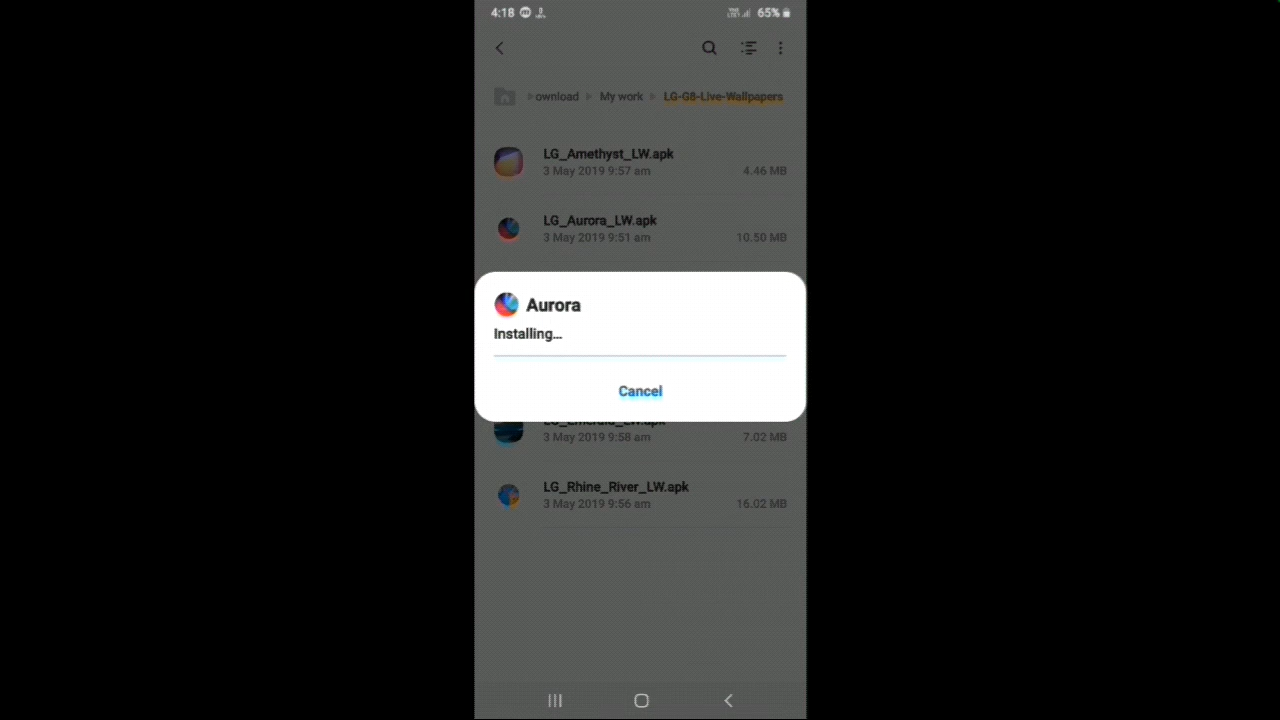 4:18
65%
ownload My work LG-G8-Live-Wallpapers
LG_Amethyst_LW.apk
3 May 2019 9:57 am 4.46 MB
LG_Aurora_LW.apk
3 May 2019 9:51 am 10.50 MB
Aurora
Installing...
Cancel
LG_Emerald_LW.apk
3 May 2019 9:58 am 7.02 MB
LG_Rhine_River_LW.apk
3 May 2019 9:56 am 16.02 MB